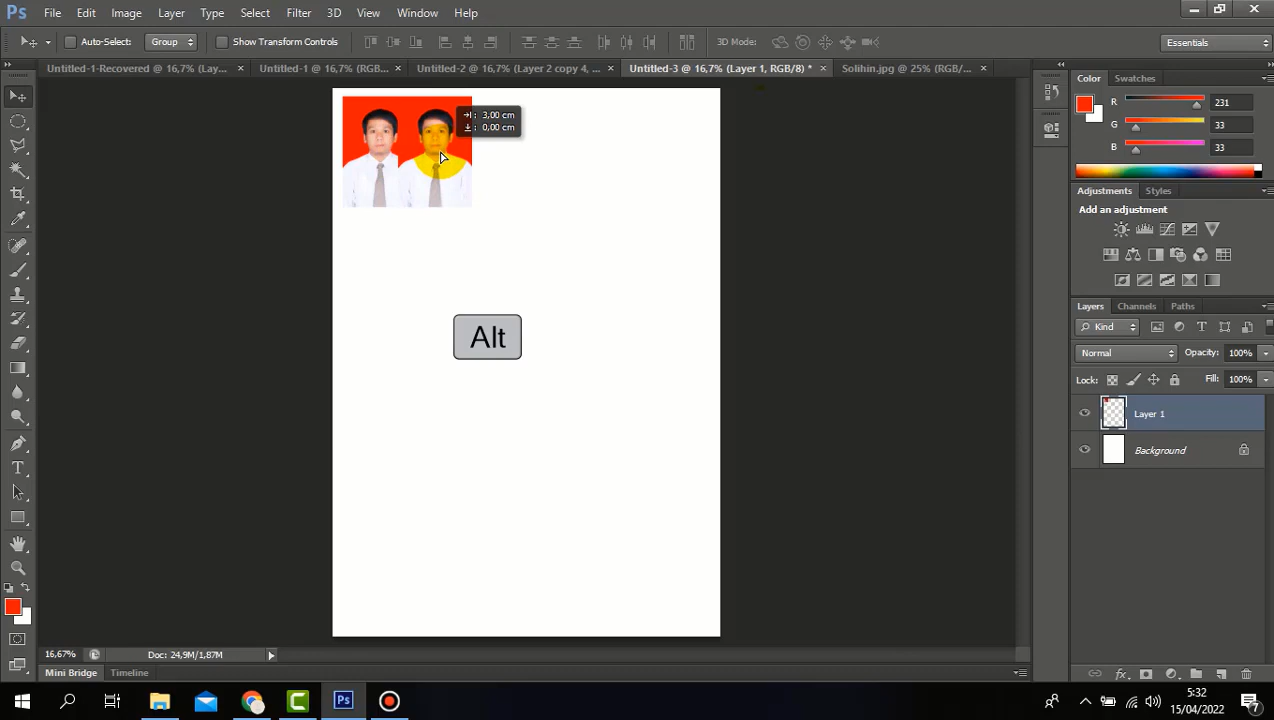 Ps File Edit Image Layer Type Select Filter 3D View Window Help
Auto-Select: Group Show Transform Controls 3D Mode: Essentials
Untitled-1-Recovered @ 16,7% (Lay... × Untitled-1 @ 16,7% (RGB... × Untitled-2 @ 16,7% (Layer 2 copy 4, ... × Untitled-3 @ 16,7% (Layer 1, RGB/8) * × Solihin.jpg @ 25% (RGB/... ×
Color Swatches
R 231
G 33
B 33
→|: 3,00 cm
0,00 cm
Adjustments Styles
Add an adjustment
Layers Channels Paths
Kind
Normal Opacity: 100%
Lock: Fill: 100%
Layer 1
Background
Alt
T
16,67% Doc: 24,9M/1,87M
Mini Bridge Timeline
fx
C Ps
5:32
15/04/2022
7